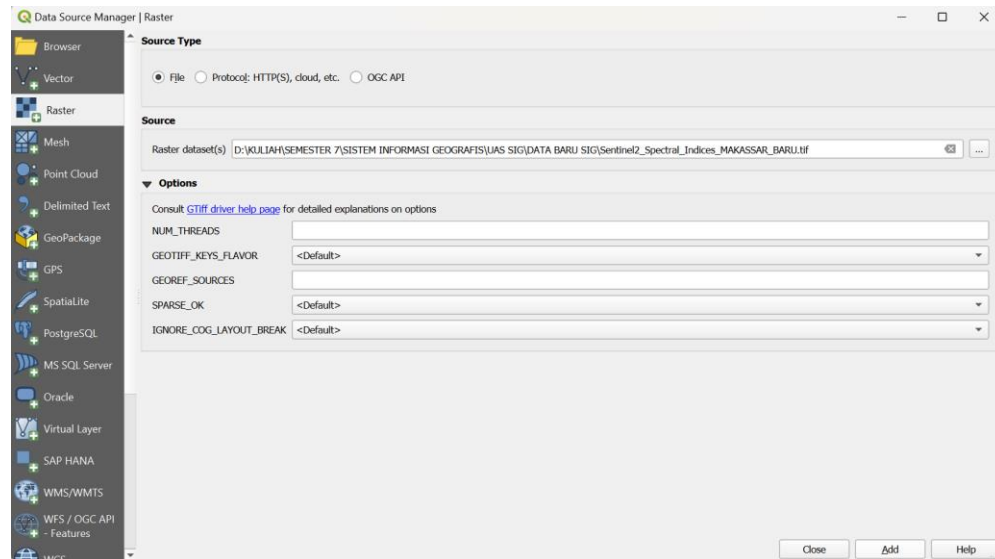 Data Source Manager | Raster
Browser
Vector
Raster
Mesh
Point Cloud
Delimited Text
GeoPackage
GPS
SpatiaLite
PostgreSQL
MS SQL Server
Oracle
Virtual Layer
SAP HANA
WMS/WMTS
WFS / OGC API
- Features
WCS
Source Type
File Protocol: HTTP(S), cloud, etc. OGC API
Source
Raster dataset(s) D:\KULIAH\SEMESTER 7\SISTEM INFORMASI GEOGRAFIS\UAS SIG\DATA BARU SIG\Sentinel2_Spectral_Indices_MAKASSAR_BARU.tif ...
Options
Consult GTiff driver help page for detailed explanations on options
NUM_THREADS
GEOTIFF_KEYS_FLAVOR <Default>
GEOREF_SOURCES
SPARSE_OK <Default>
IGNORE_COG_LAYOUT_BREAK <Default>
Close Add Help